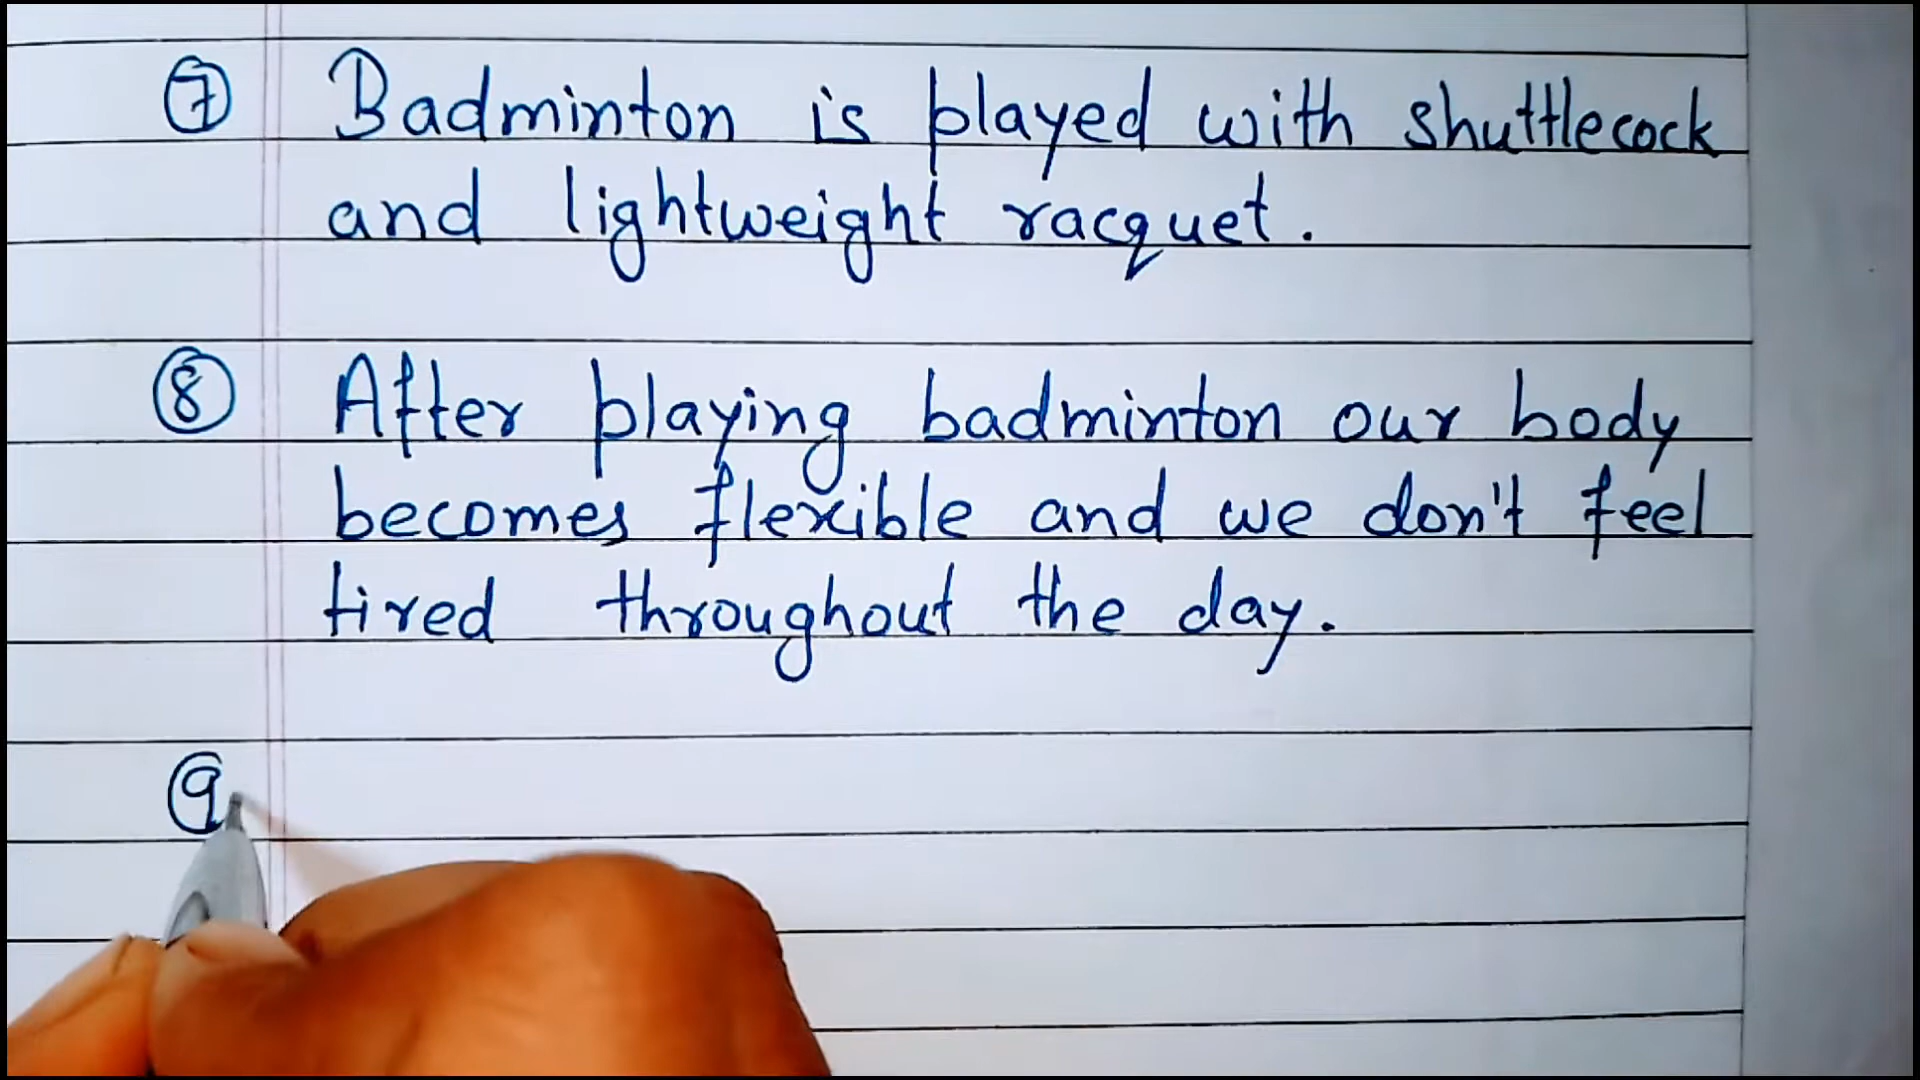 ⑦ Badminton is played with shuttlecock
and lightweight racquet.
⑧ After playing badminton our body
becomes flexible and we don't feel
tired throughout the day.
⑨